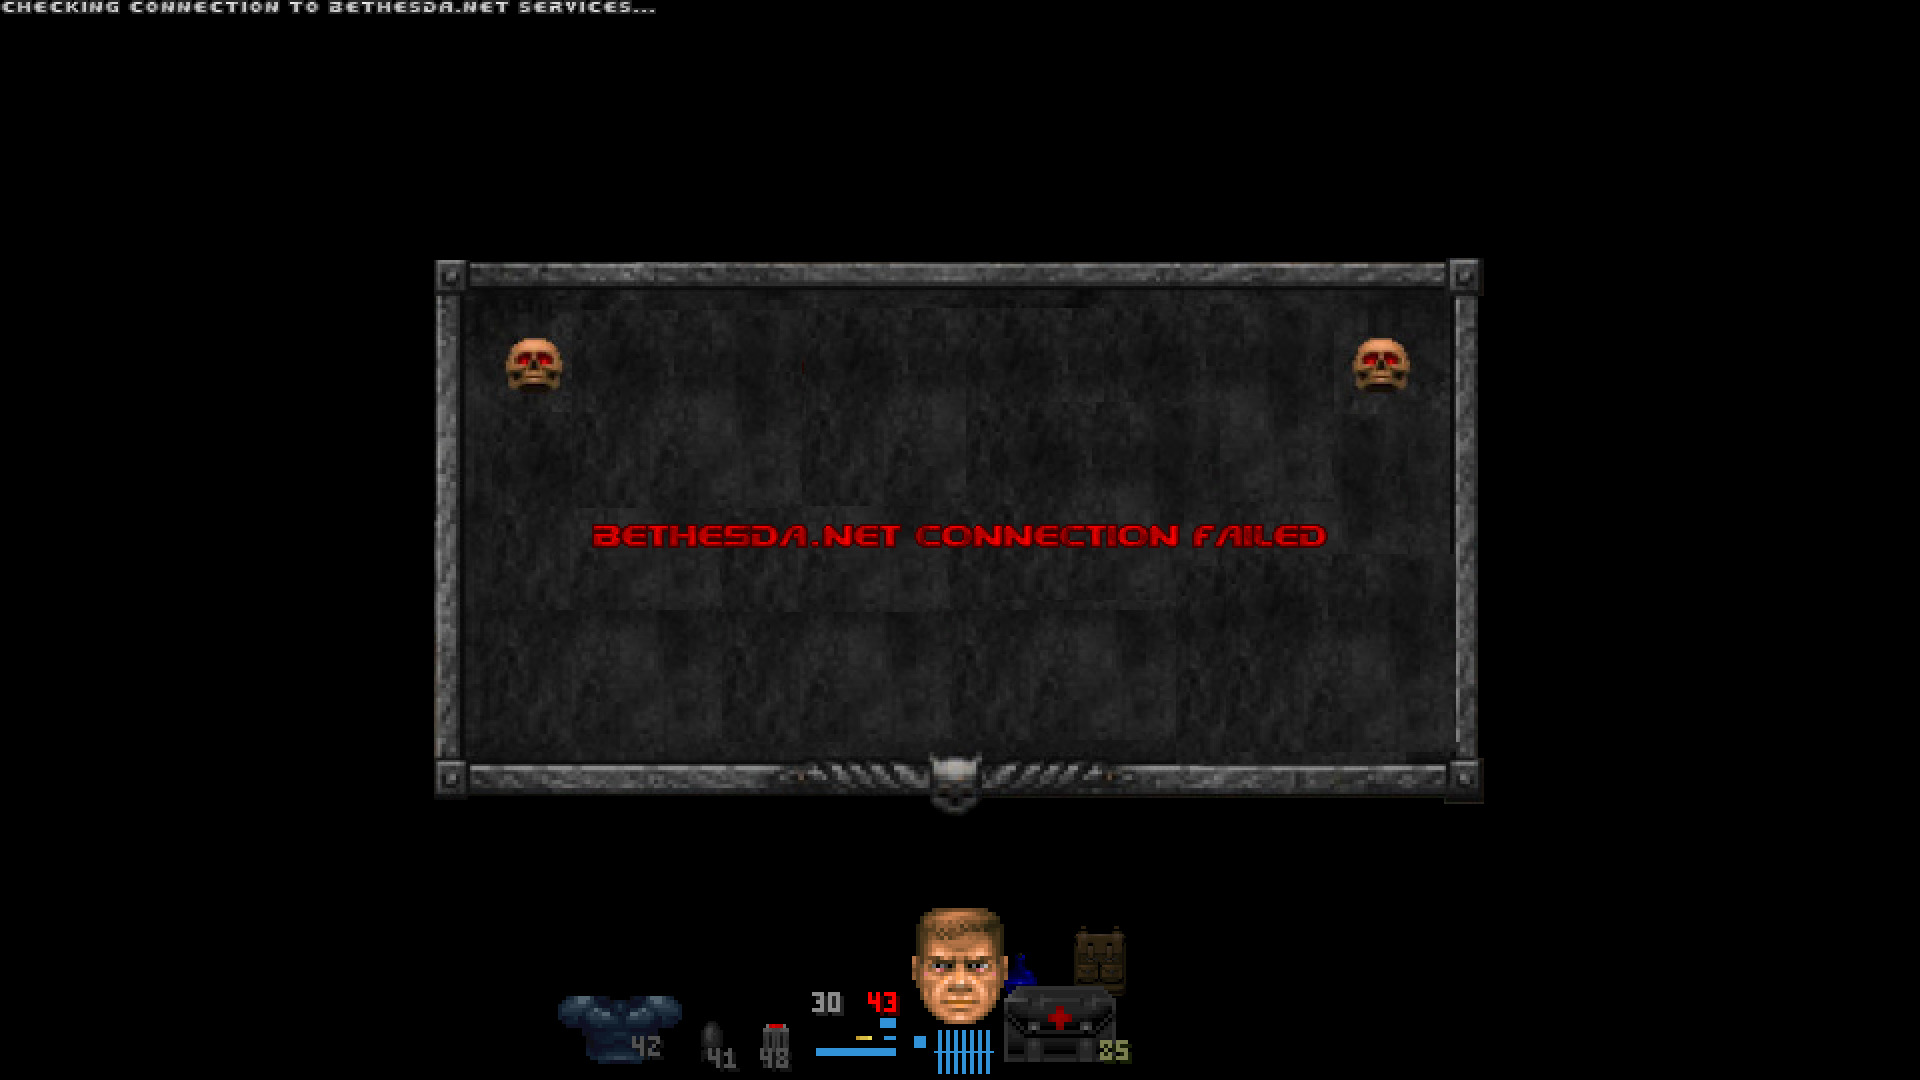 CHECKING CONNECTION TO BETHESDA.NET SERVICES...
BETHESDA.NET CONNECTION FAILED
30 43
42 41 48 85